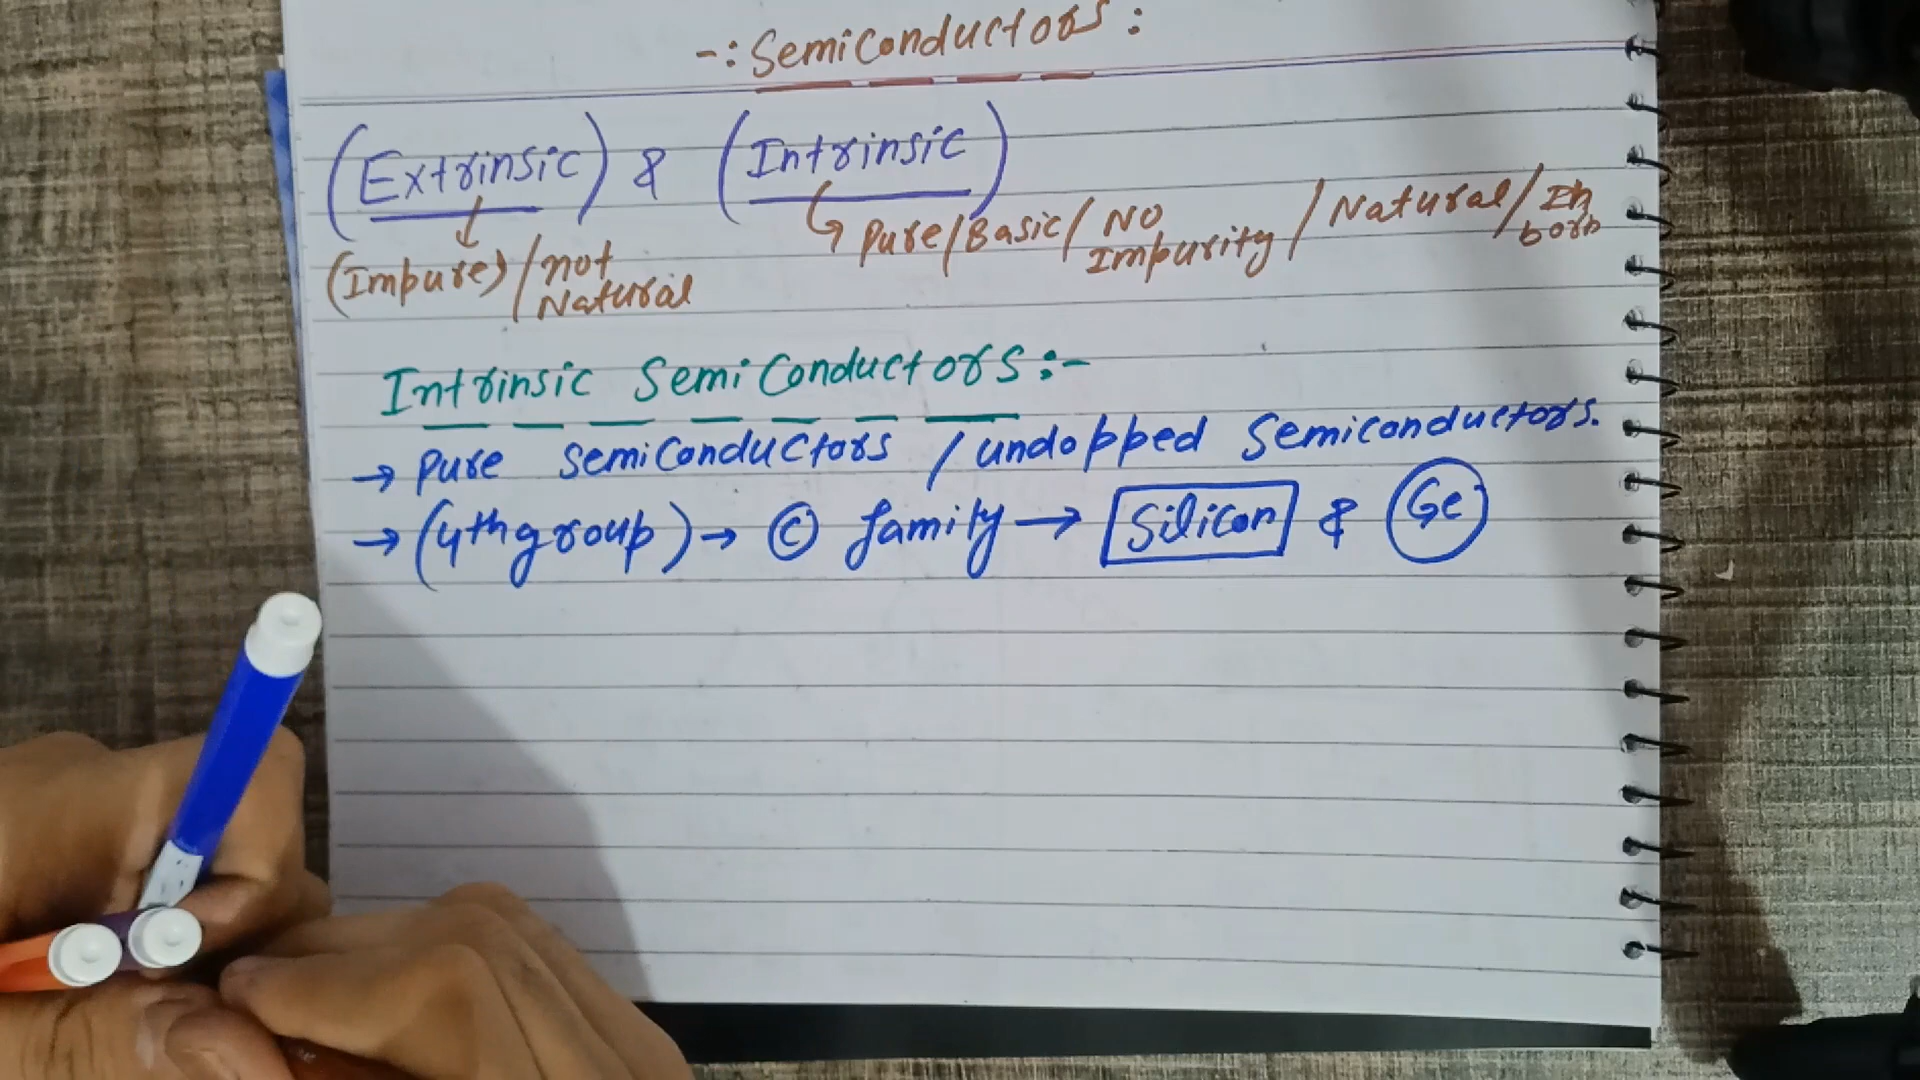 -: Semiconductors:
(Extrinsic) & (Intrinsic)
(Impure) / not Natural
Pure / Basic / NO Impurity / Natural / In born
Intrinsic Semiconductors:-
→ Pure semiconductors / undopped Semiconductors.
→ (4th group) → © family → Silicon & Ge